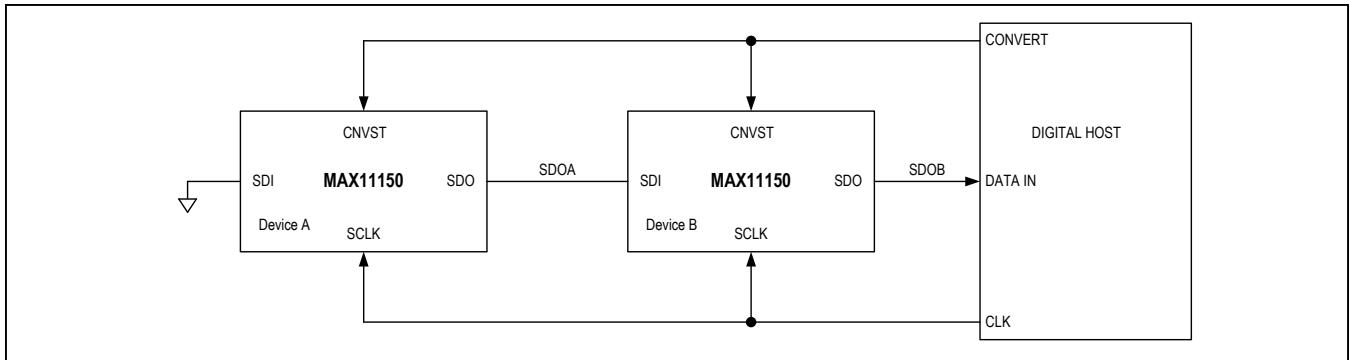 CONVERT
CNVST
CNVST
DIGITAL HOST
SDI
MAX11150
SDO
SDOA
SDI
MAX11150
SDO
SDOB
DATA IN
Device A
SCLK
Device B
SCLK
CLK